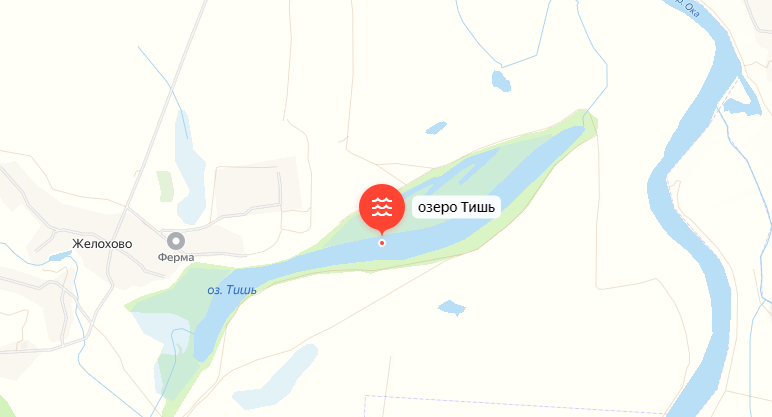 р. Ока
озеро Тишь
Желохово
Ферма
оз. Тишь